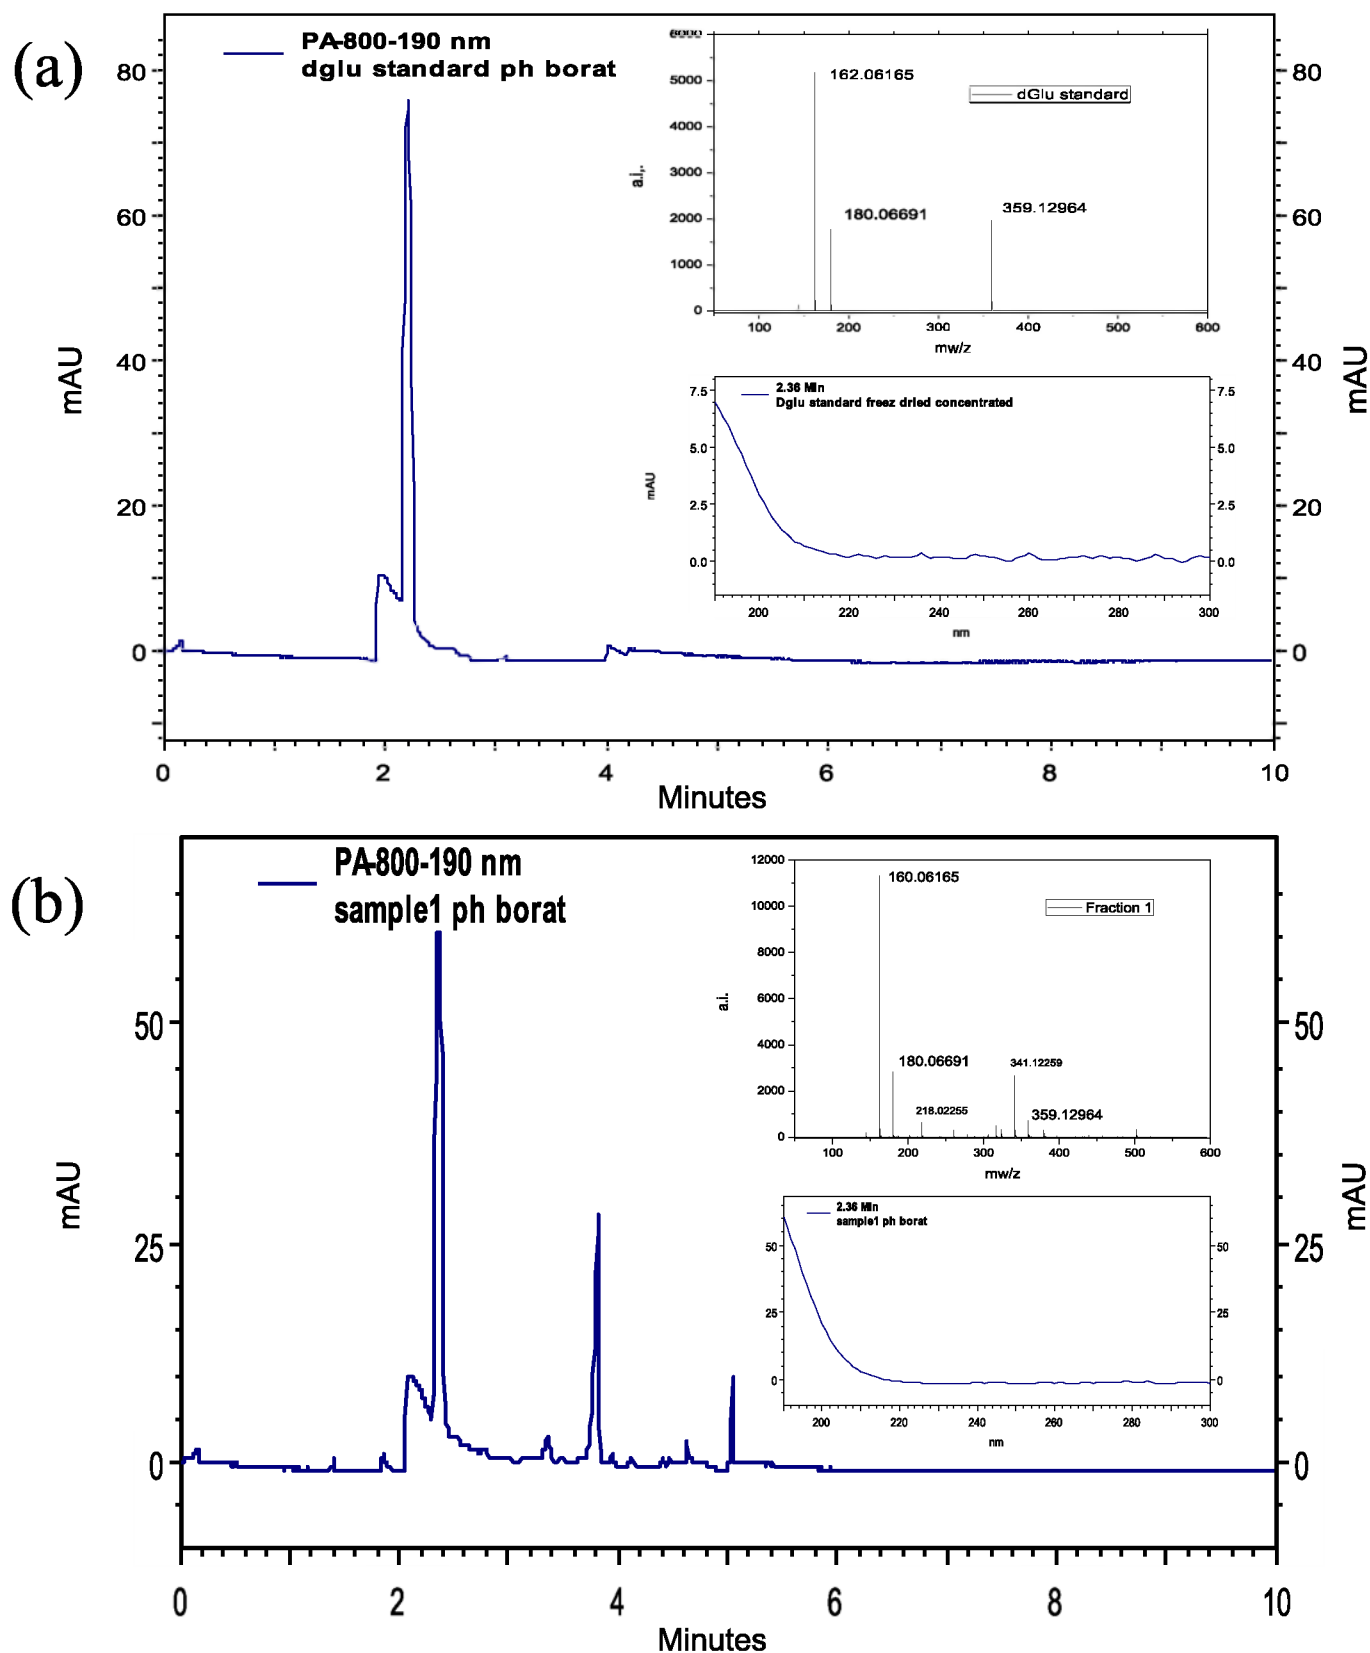 (a)
PA-800-190 nm
dglu standard ph borat
80
60
40
20
0
mAU
80
60
40
20
0
mAU
0 2 4 6 8 10
Minutes
6000
5000
4000
3000
2000
1000
0
a.i,.
162.06165
180.06691
359.12964
dGlu standard
100 200 300 400 500 600
mw/z
2.36 Min
Dglu standard freez dried concentrated
7.5
5.0
2.5
0.0
mAU
7.5
5.0
2.5
0.0
200 220 240 260 280 300
nm
(b)
PA-800-190 nm
sample1 ph borat
50
25
0
mAU
50
25
0
mAU
0 2 4 6 8 10
Minutes
12000
10000
8000
6000
4000
2000
0
a.i.
160.06165
Fraction 1
180.06691
341.12259
218.02255
359.12964
100 200 300 400 500 600
mw/z
2.36 Min
sample1 ph borat
50
25
0
50
25
0
200 220 240 260 280 300
nm